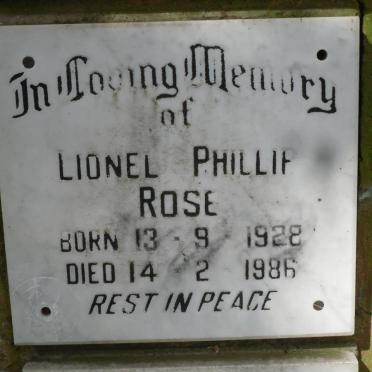 In Loving Memory
of
LIONEL PHILLIP
ROSE
BORN 13 - 9 1928
DIED 14 2 1986
REST IN PEACE